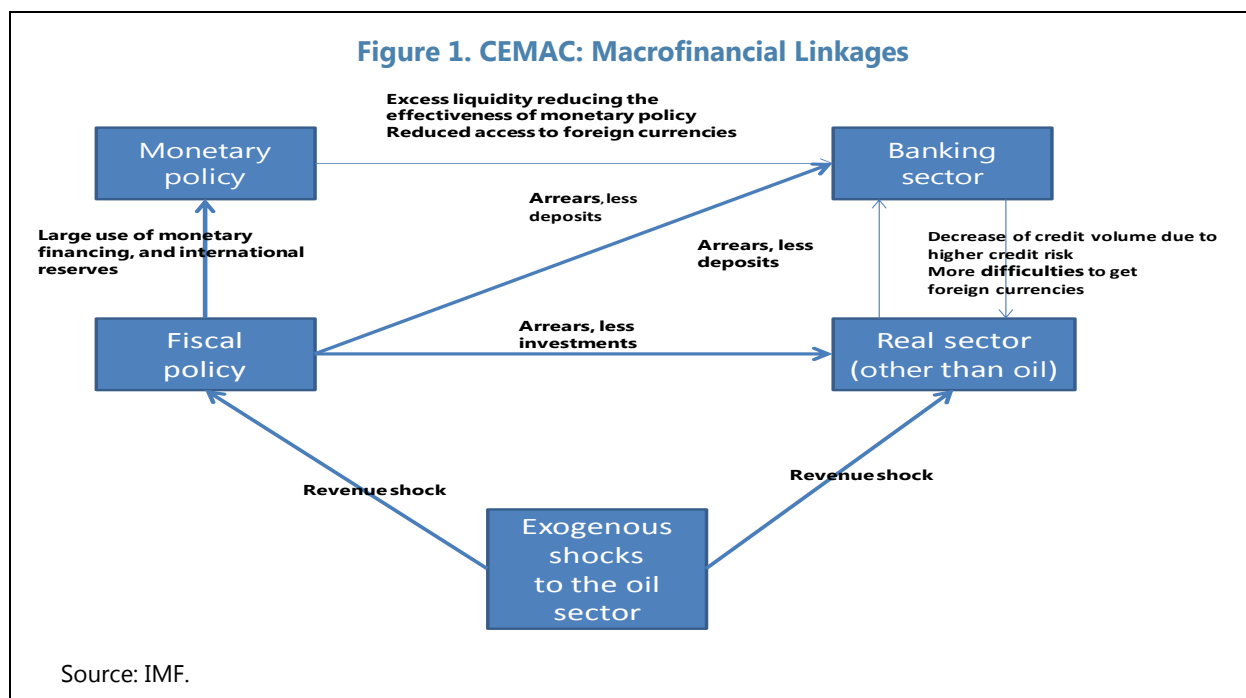 Figure 1. CEMAC: Macrofinancial Linkages
Excess liquidity reducing the
effectiveness of monetary policy
Reduced access to foreign currencies
Monetary
policy
Banking
sector
Arrears, less
deposits
Large use of monetary
financing, and international
reserves
Arrears, less
deposits
Decrease of credit volume due to
higher credit risk
More difficulties to get
foreign currencies
Arrears, less
investments
Fiscal
policy
Real sector
(other than oil)
Revenue shock
Revenue shock
Exogenous
shocks
to the oil
sector
Source: IMF.